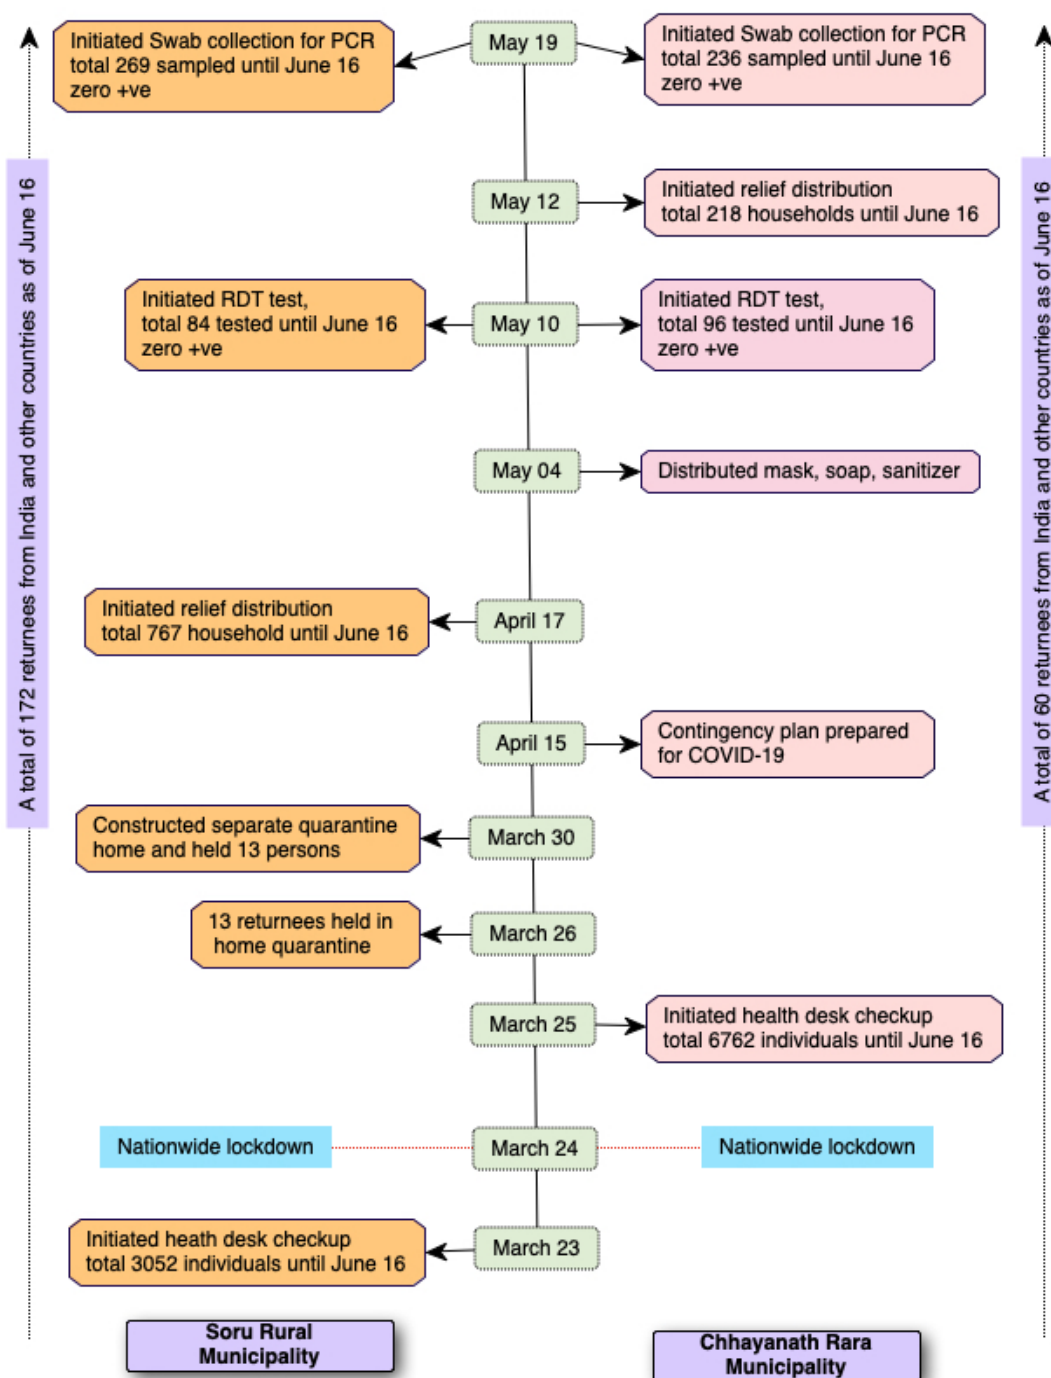 Initiated Swab collection for PCR
total 269 sampled until June 16
zero +ve
May 19
Initiated Swab collection for PCR
total 236 sampled until June 16
zero +ve
May 12
Initiated relief distribution
total 218 households until June 16
Initiated RDT test,
total 84 tested until June 16
zero +ve
May 10
Initiated RDT test,
total 96 tested until June 16
zero +ve
May 04
Distributed mask, soap, sanitizer
Initiated relief distribution
total 767 household until June 16
April 17
April 15
Contingency plan prepared
for COVID-19
Constructed separate quarantine
home and held 13 persons
March 30
13 returnees held in
home quarantine
March 26
March 25
Initiated health desk checkup
total 6762 individuals until June 16
Nationwide lockdown
March 24
Nationwide lockdown
Initiated heath desk checkup
total 3052 individuals until June 16
March 23
A total of 172 returnees from India and other countries as of June 16
A total of 60 returnees from India and other countries as of June 16
Soru Rural
Municipality
Chhayanath Rara
Municipality